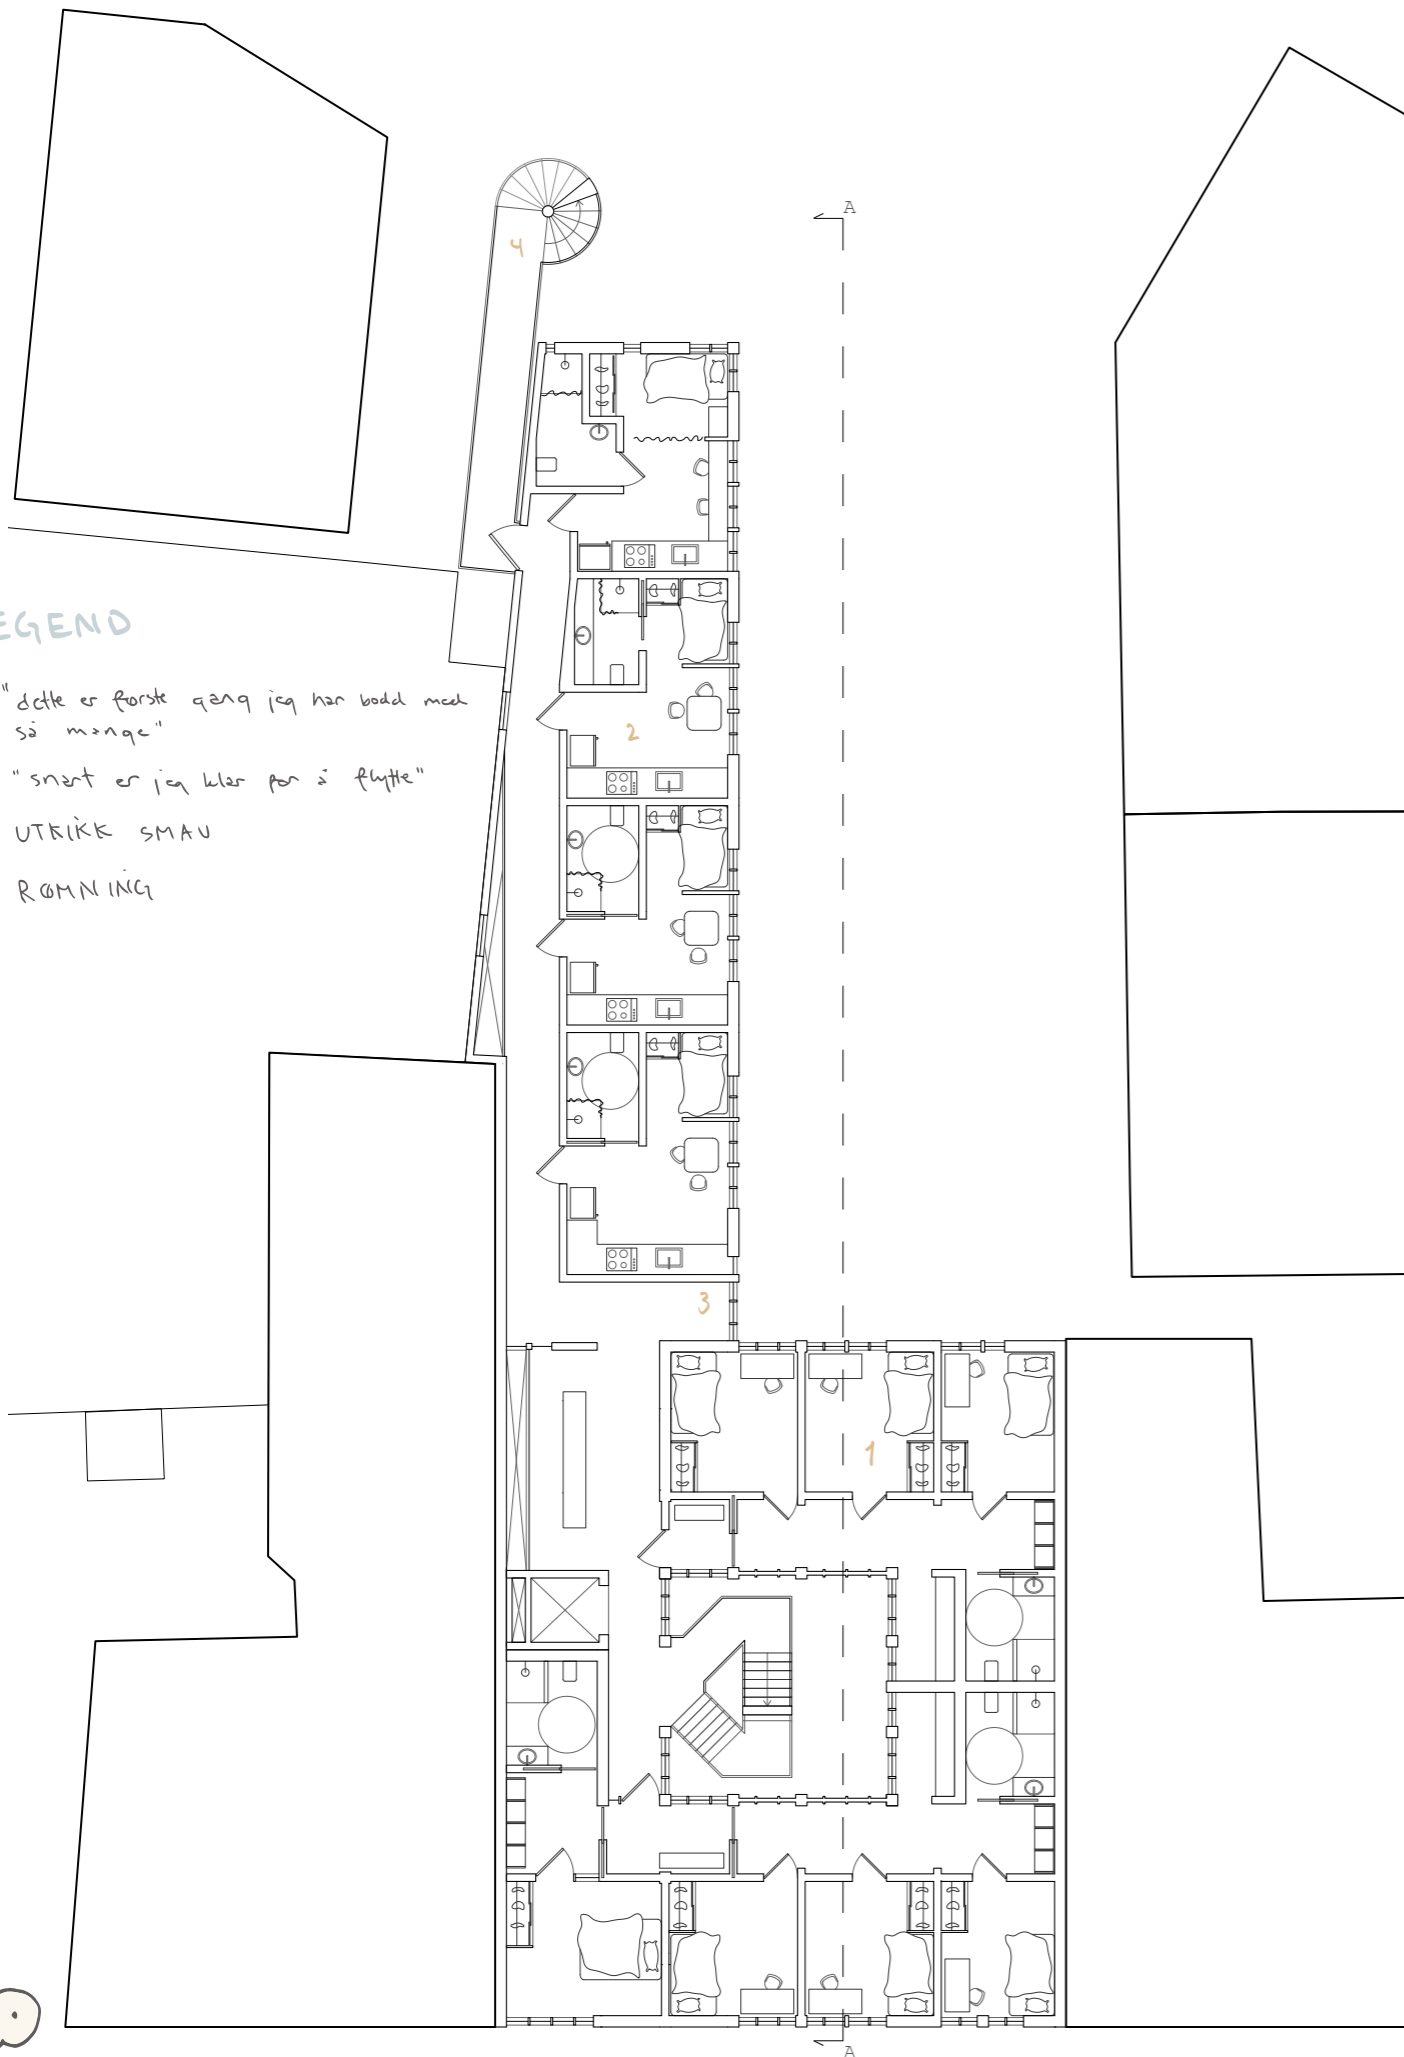 A
4
EGEND
"dette er første gang jeg har bodd med
så mange"
"snart er jeg klar for å flytte"
UTKIKK SMAU
RØMNING
2
3
1
A